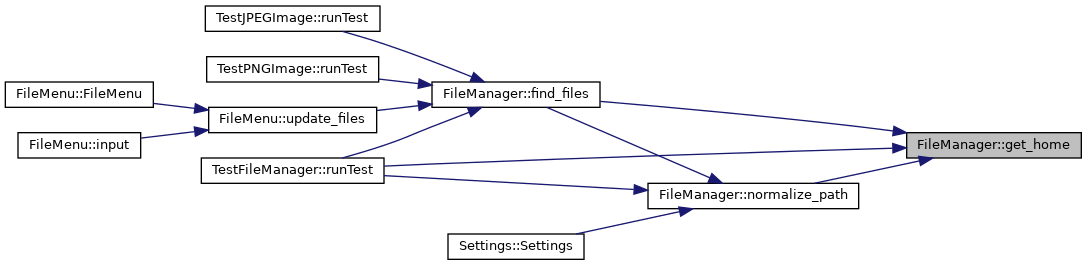 TestJPEGImage::runTest
TestPNGImage::runTest
FileMenu::FileMenu
FileManager::find_files
FileMenu::update_files
FileMenu::input
FileManager::get_home
TestFileManager::runTest
FileManager::normalize_path
Settings::Settings